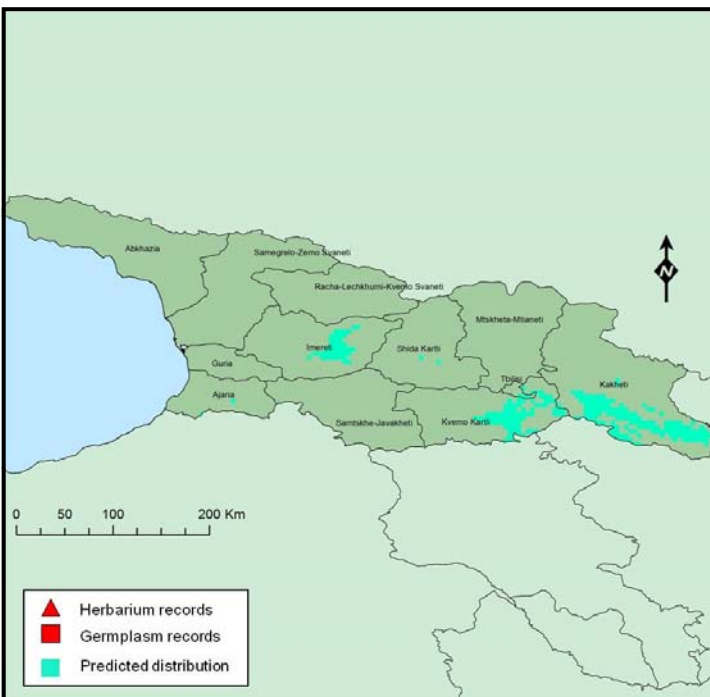 Abkhazia
Samegrelo-Zemo Svaneti
Racha-Lechkhumi-Kvemo Svaneti
Mtskheta-Mtianeti
Imereti
Shida Kartli
Guria
Tbilisi
Kakheti
Ajaria
Samtskhe-Javakheti
Kvemo Kartli
N
0 50 100 200 Km
Herbarium records
Germplasm records
Predicted distribution